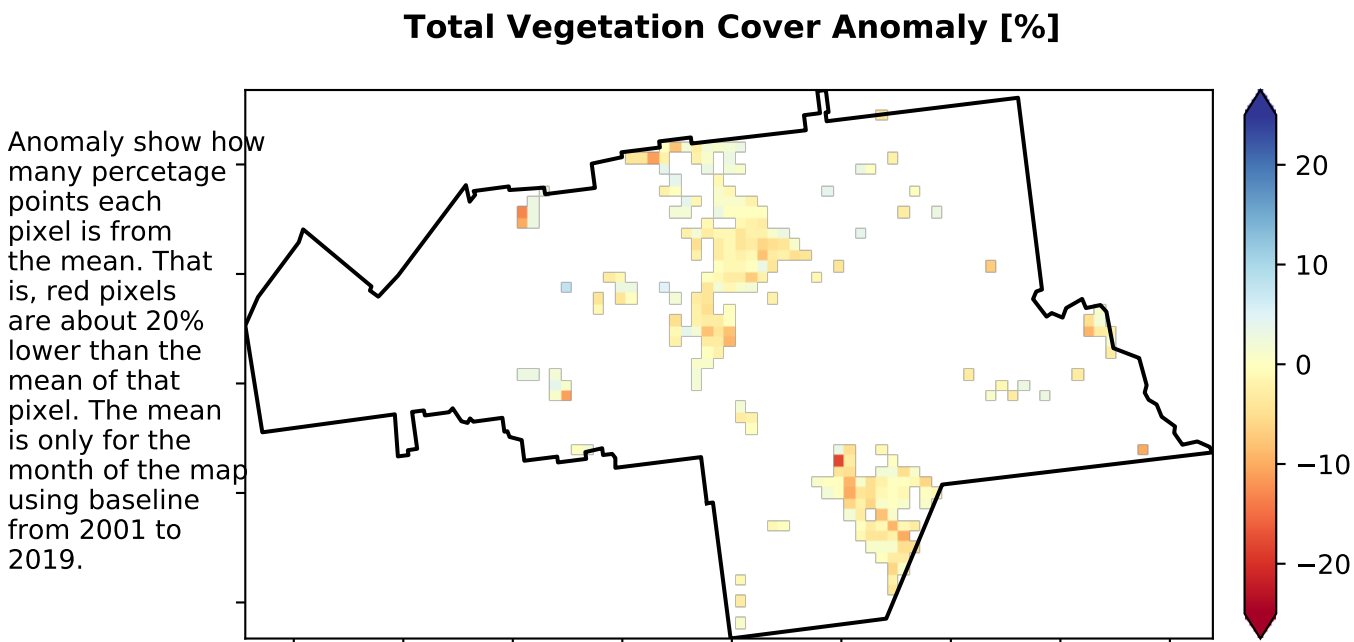 Total Vegetation Cover Anomaly [%]
Anomaly show how
many percetage
points each
pixel is from
the mean. That
is, red pixels
are about 20%
lower than the
mean of that
pixel. The mean
is only for the
month of the map
using baseline
from 2001 to
2019.
20
10
0
−10
−20